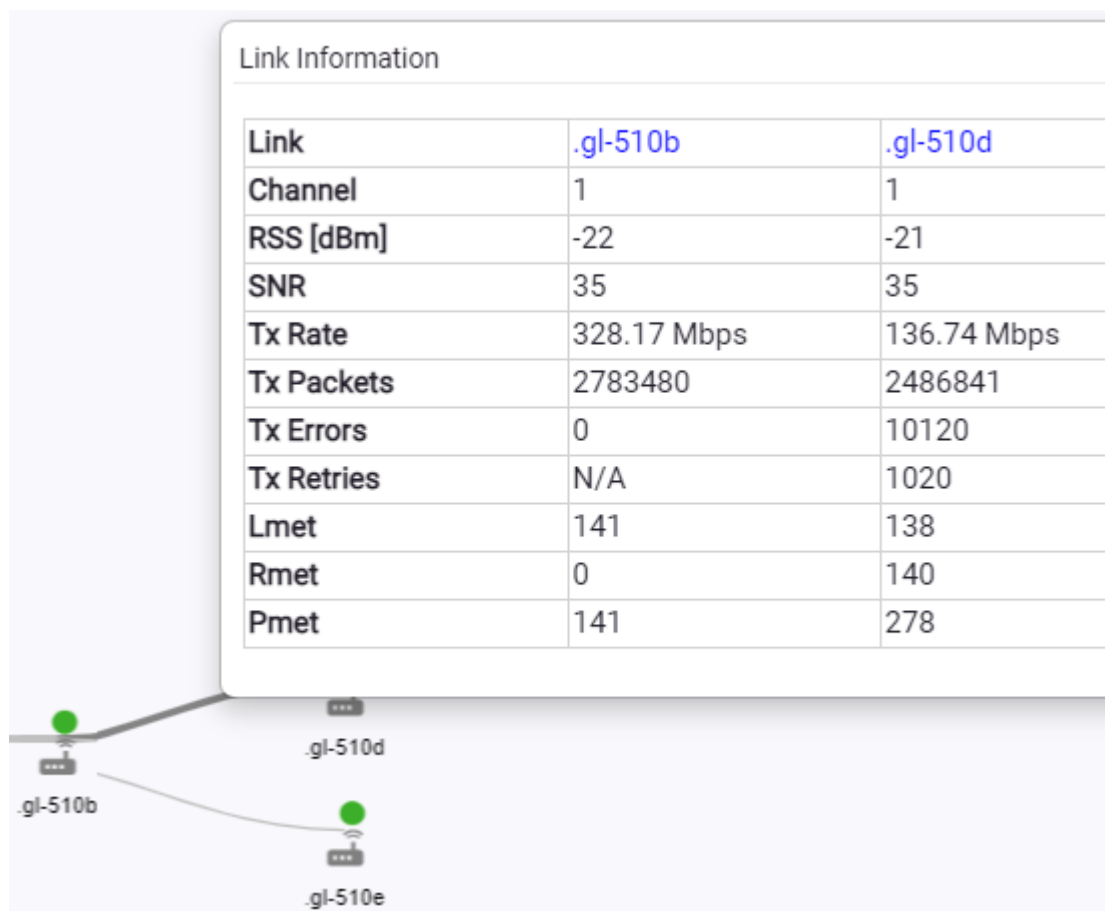 Link Information
Link .gl-510b .gl-510d
Channel 1 1
RSS [dBm] -22 -21
SNR 35 35
Tx Rate 328.17 Mbps 136.74 Mbps
Tx Packets 2783480 2486841
Tx Errors 0 10120
Tx Retries N/A 1020
Lmet 141 138
Rmet 0 140
Pmet 141 278
.gl-510d
.gl-510b
.gl-510e